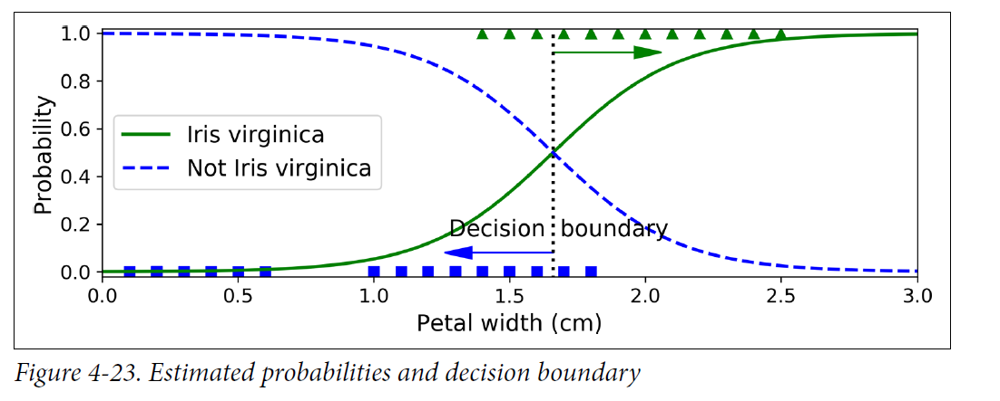 1.0
0.8
0.6
0.4
0.2
0.0
Probability
Iris virginica
Not Iris virginica
Decision boundary
0.0 0.5 1.0 1.5 2.0 2.5 3.0
Petal width (cm)
Figure 4-23. Estimated probabilities and decision boundary